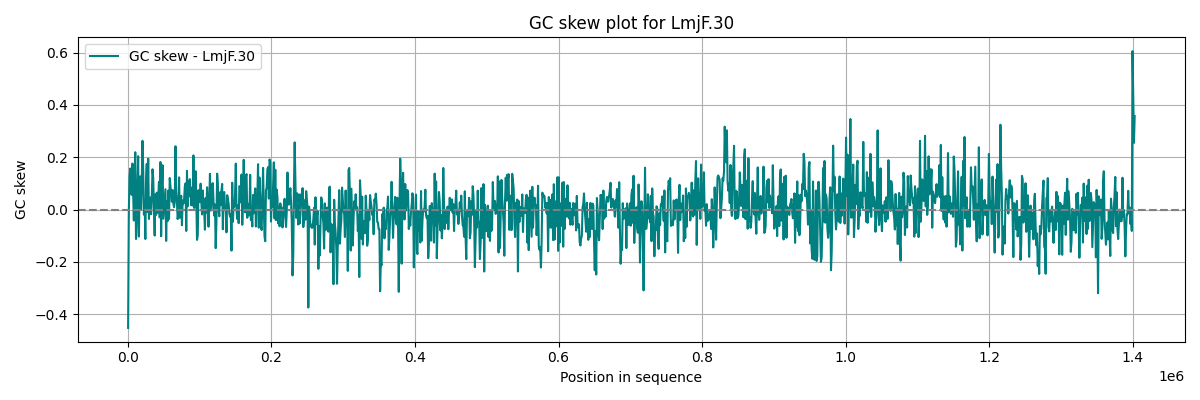 GC skew plot for LmjF.30
GC skew - LmjF.30
GC skew
0.6
0.4
0.2
0.0
−0.2
−0.4
0.0 0.2 0.4 0.6 0.8 1.0 1.2 1.4
1e6
Position in sequence